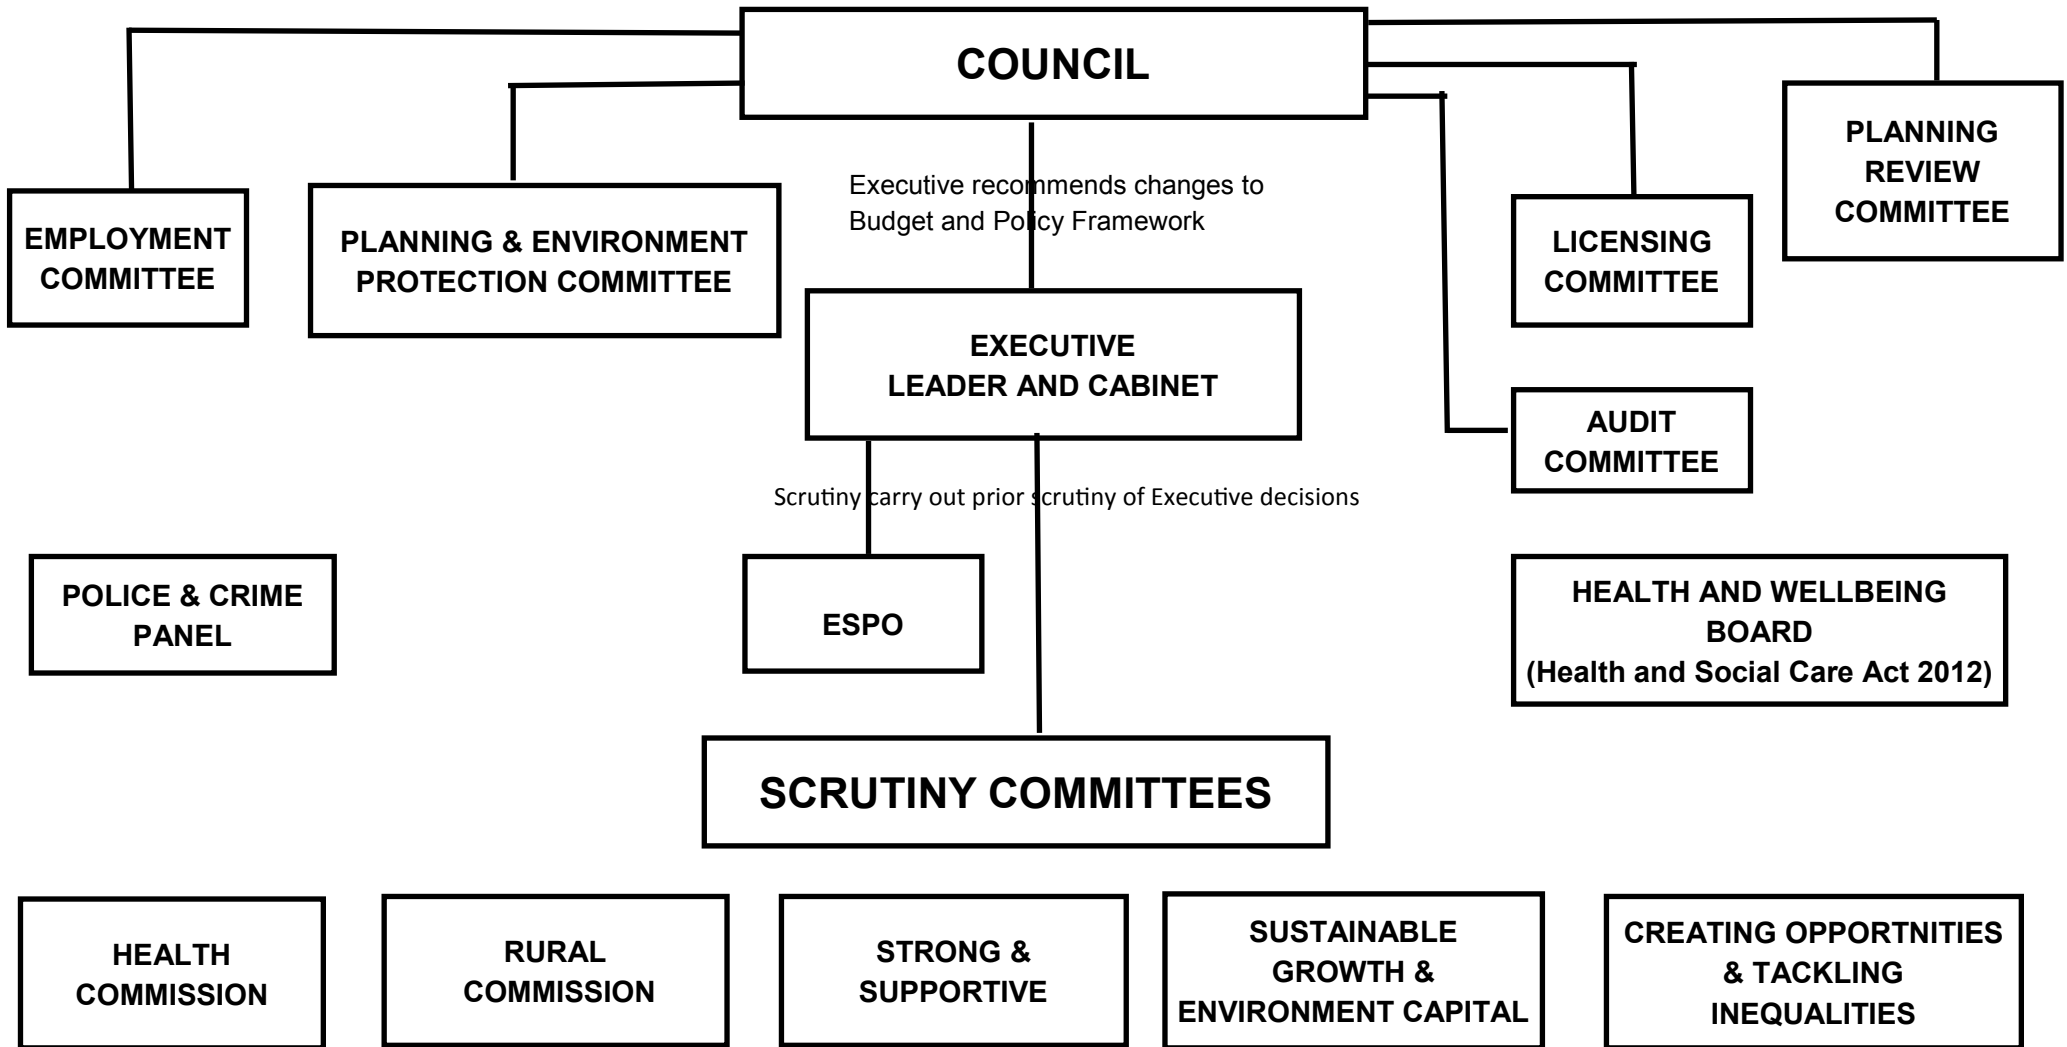 COUNCIL
PLANNING
REVIEW
COMMITTEE
Executive recommends changes to
Budget and Policy Framework
EMPLOYMENT
COMMITTEE
PLANNING & ENVIRONMENT
PROTECTION COMMITTEE
LICENSING
COMMITTEE
EXECUTIVE
LEADER AND CABINET
AUDIT
COMMITTEE
Scrutiny carry out prior scrutiny of Executive decisions
POLICE & CRIME
PANEL
ESPO
HEALTH AND WELLBEING
BOARD
(Health and Social Care Act 2012)
SCRUTINY COMMITTEES
HEALTH
COMMISSION
RURAL
COMMISSION
STRONG &
SUPPORTIVE
SUSTAINABLE
GROWTH &
ENVIRONMENT CAPITAL
CREATING OPPORTNITIES
& TACKLING
INEQUALITIES